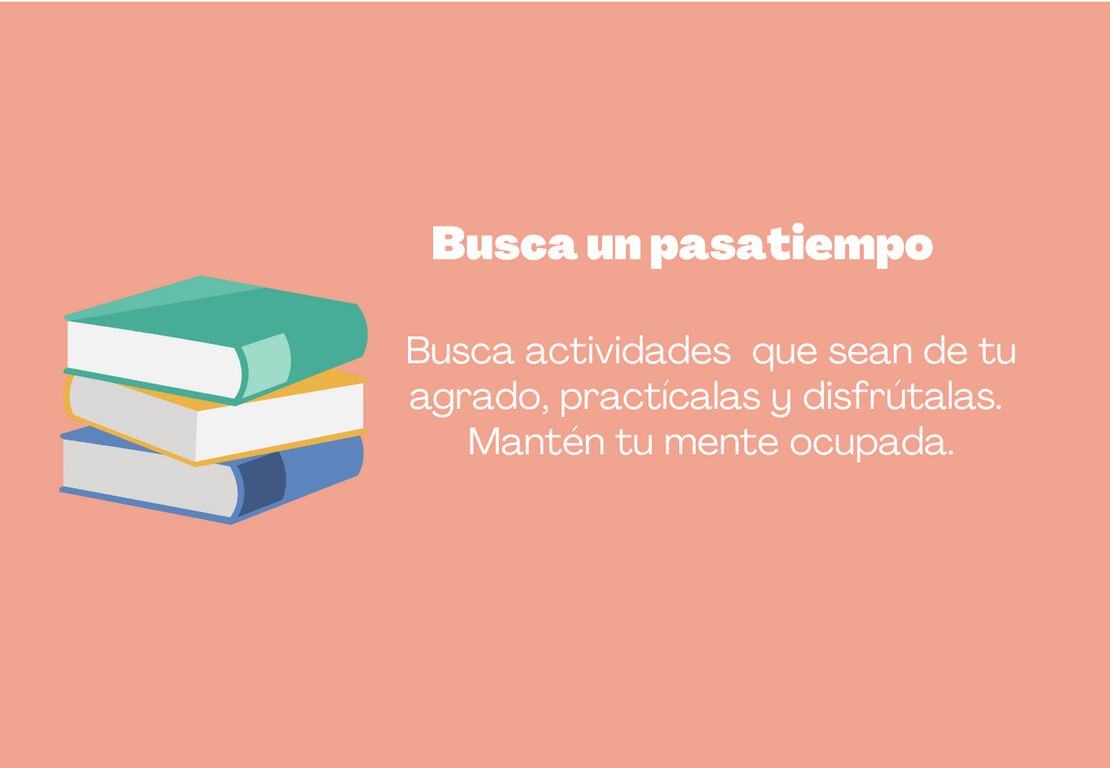 Busca un pasatiempo
Busca actividades que sean de tu
agrado, practícalas y disfrútalas.
Mantén tu mente ocupada.